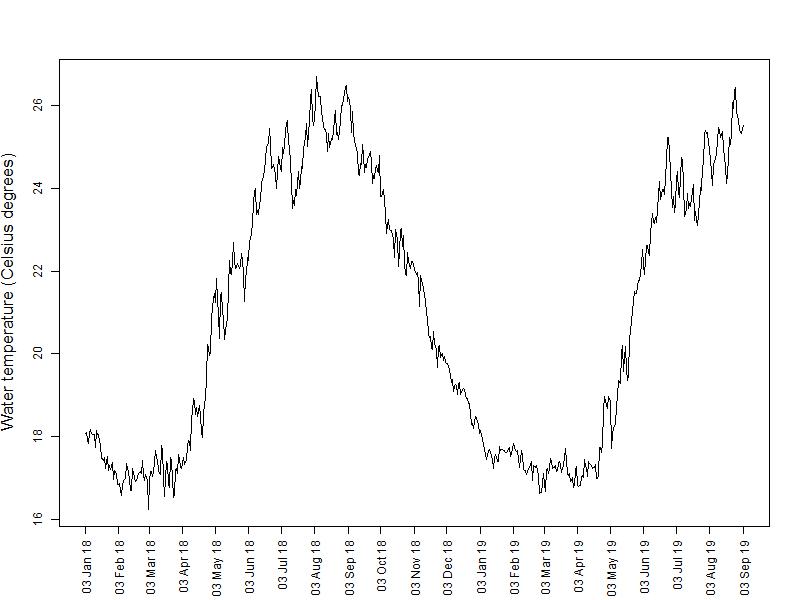 Water temperature (Celsius degrees)
26
24
22
20
18
16
03 Jan 18
03 Feb 18
03 Mar 18
03 Apr 18
03 May 18
03 Jun 18
03 Jul 18
03 Aug 18
03 Sep 18
03 Oct 18
03 Nov 18
03 Dec 18
03 Jan 19
03 Feb 19
03 Mar 19
03 Apr 19
03 May 19
03 Jun 19
03 Jul 19
03 Aug 19
03 Sep 19